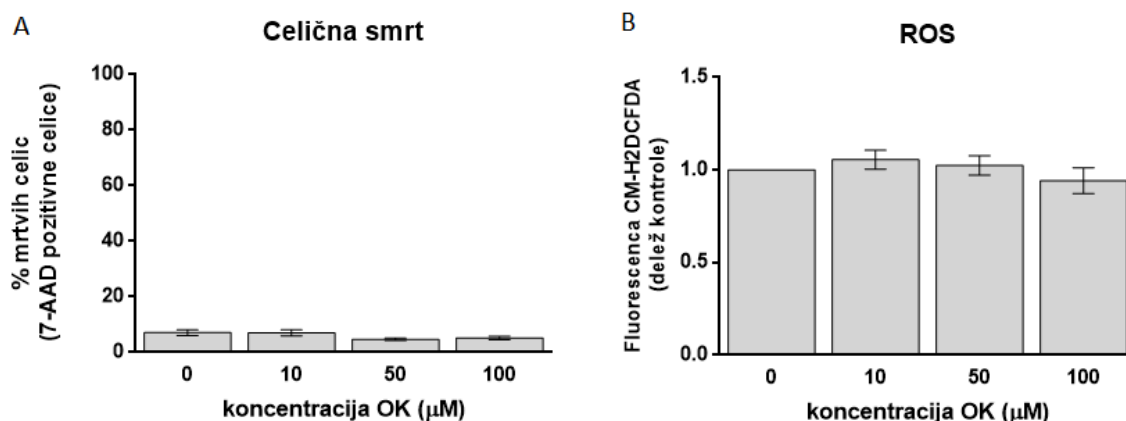 A
Celična smrt
% mrtvih celic
(7-AAD pozitivne celice)
100
80
60
40
20
0
0 10 50 100
koncentracija OK (µM)
B
ROS
Fluorescenca CM-H2DCFDA
(delež kontrole)
1.5
1.0
0.5
0.0
0 10 50 100
koncentracija OK (µM)